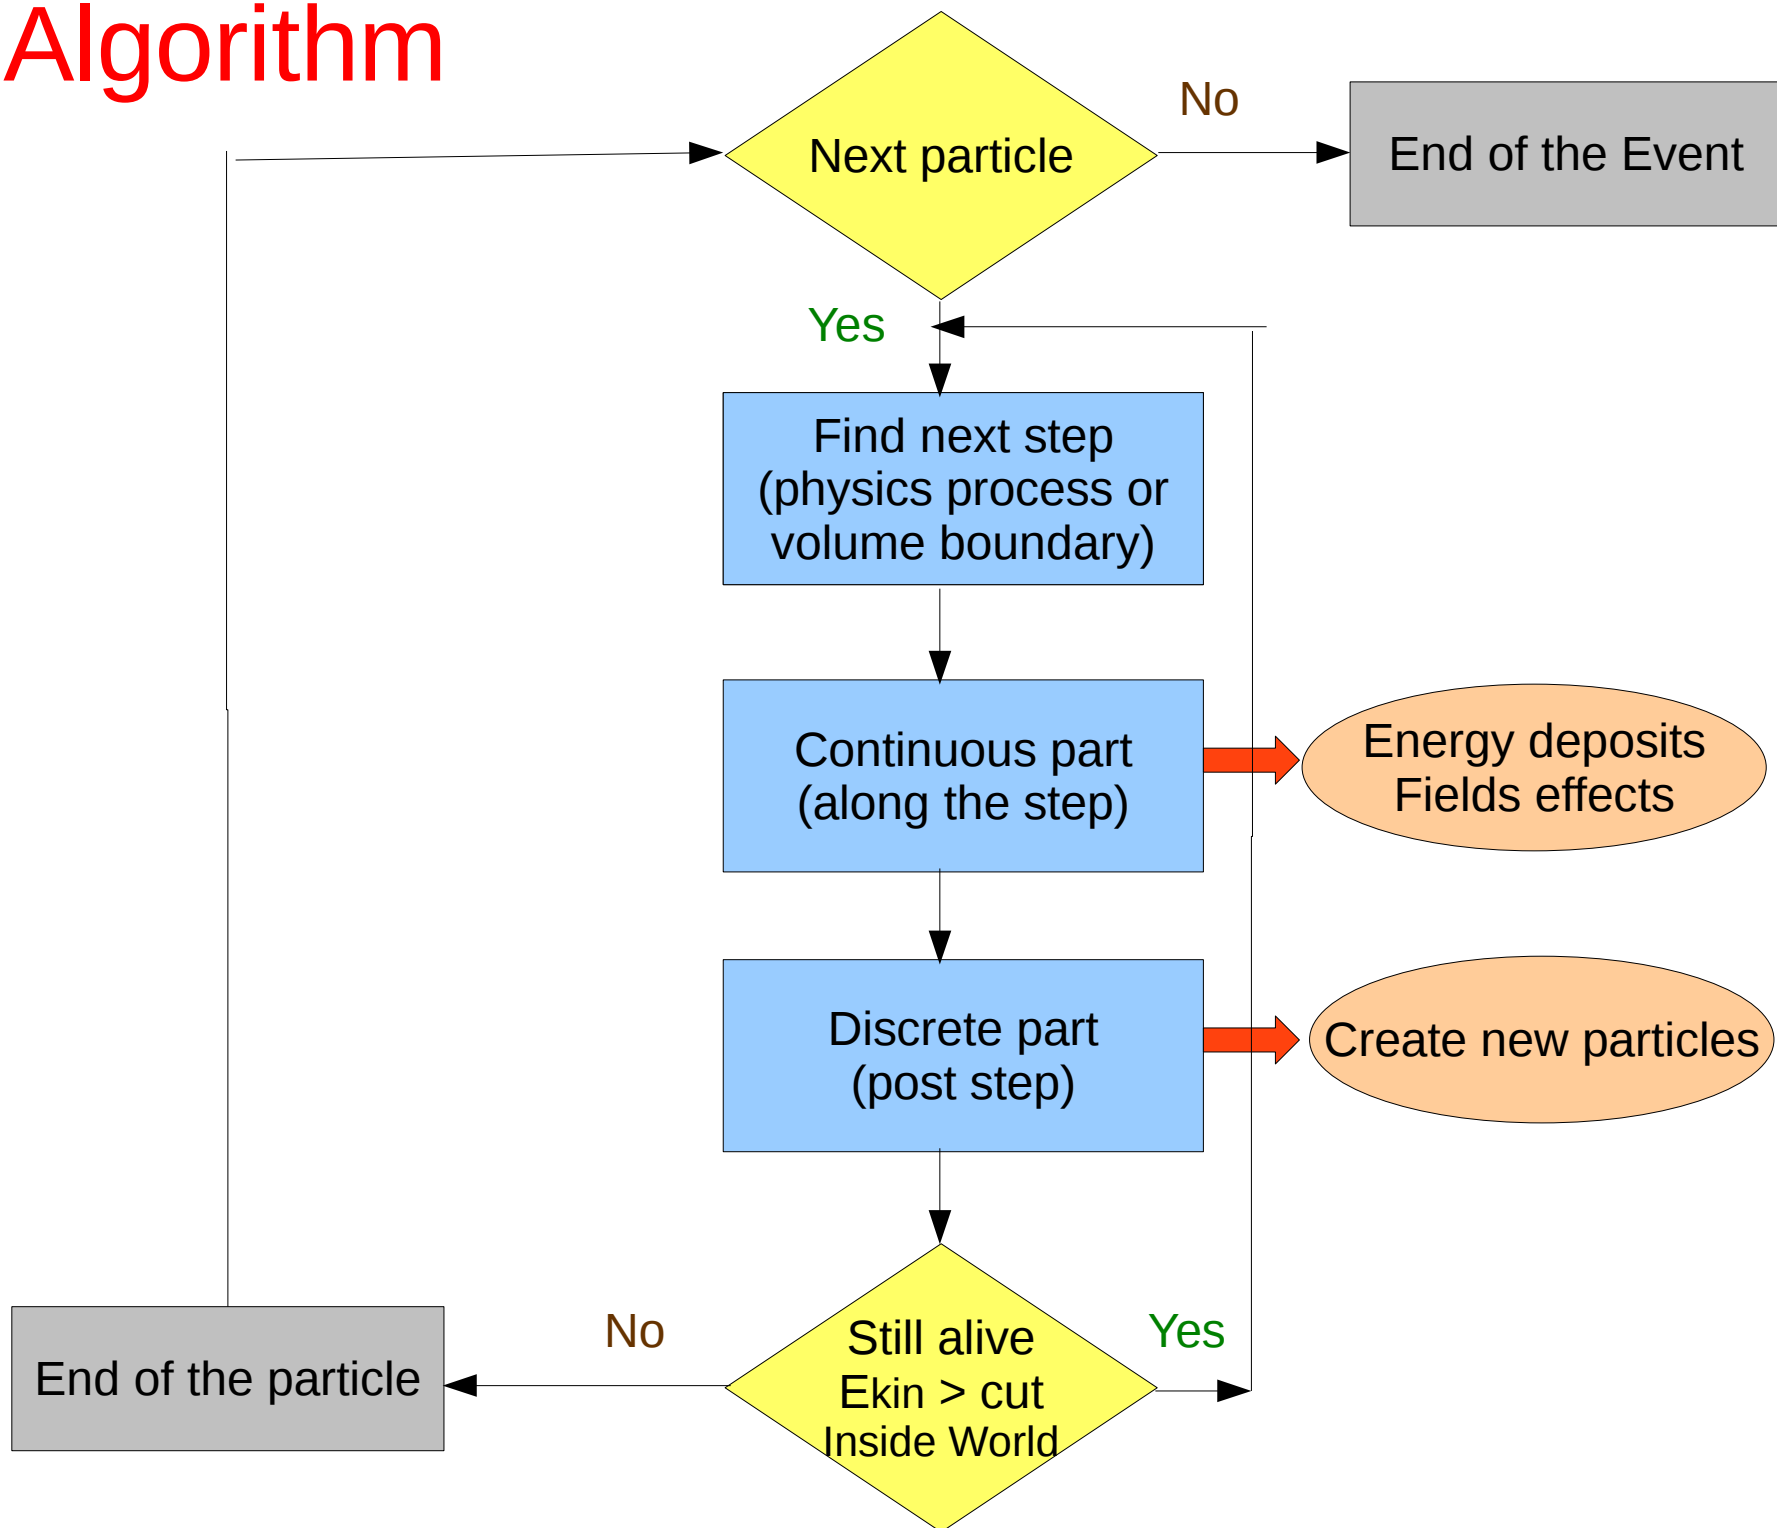 Algorithm
Next particle
No
End of the Event
Yes
Find next step
(physics process or
volume boundary)
Continuous part
(along the step)
Energy deposits
Fields effects
Discrete part
(post step)
Create new particles
Still alive
Ekin > cut
Inside World
No
Yes
End of the particle